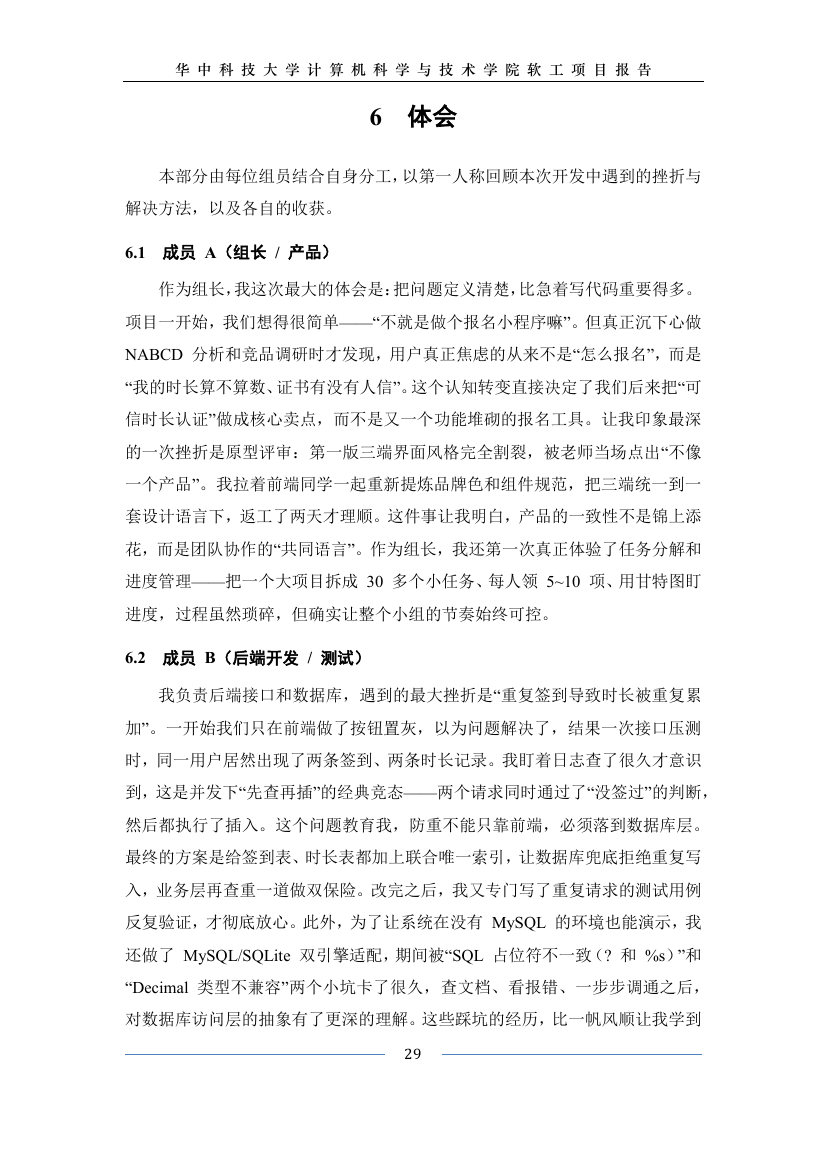 华中科技大学计算机科学与技术学院软工项目报告
6 体会
本部分由每位组员结合自身分工，以第一人称回顾本次开发中遇到的挫折与
解决方法，以及各自的收获。
6.1 成员 A（组长 / 产品）
作为组长，我这次最大的体会是：把问题定义清楚，比急着写代码重要得多。
项目一开始，我们想得很简单——“不就是做个报名小程序嘛”。但真正沉下心做
NABCD 分析和竞品调研时才发现，用户真正焦虑的从来不是“怎么报名”，而是
“我的时长算不算数、证书有没有人信”。这个认知转变直接决定了我们后来把“可
信时长认证”做成核心卖点，而不是又一个功能堆砌的报名工具。让我印象最深
的一次挫折是原型评审：第一版三端界面风格完全割裂，被老师当场点出“不像
一个产品”。我拉着前端同学一起重新提炼品牌色和组件规范，把三端统一到一
套设计语言下，返工了两天才理顺。这件事让我明白，产品的一致性不是锦上添
花，而是团队协作的“共同语言”。作为组长，我还第一次真正体验了任务分解和
进度管理——把一个大项目拆成 30 多个小任务、每人领 5~10 项、用甘特图盯
进度，过程虽然琐碎，但确实让整个小组的节奏始终可控。
6.2 成员 B（后端开发 / 测试）
我负责后端接口和数据库，遇到的最大挫折是“重复签到导致时长被重复累
加”。一开始我们只在前端做了按钮置灰，以为问题解决了，结果一次接口压测
时，同一用户居然出现了两条签到、两条时长记录。我盯着日志查了很久才意识
到，这是并发下“先查再插”的经典竞态——两个请求同时通过了“没签过”的判断，
然后都执行了插入。这个问题教育我，防重不能只靠前端，必须落到数据库层。
最终的方案是给签到表、时长表都加上联合唯一索引，让数据库兜底拒绝重复写
入，业务层再查重一道做双保险。改完之后，我又专门写了重复请求的测试用例
反复验证，才彻底放心。此外，为了让系统在没有 MySQL 的环境也能演示，我
还做了 MySQL/SQLite 双引擎适配，期间被“SQL 占位符不一致（? 和 %s）”和
“Decimal 类型不兼容”两个小坑卡了很久，查文档、看报错、一步步调通之后，
对数据库访问层的抽象有了更深的理解。这些踩坑的经历，比一帆风顺让我学到
29